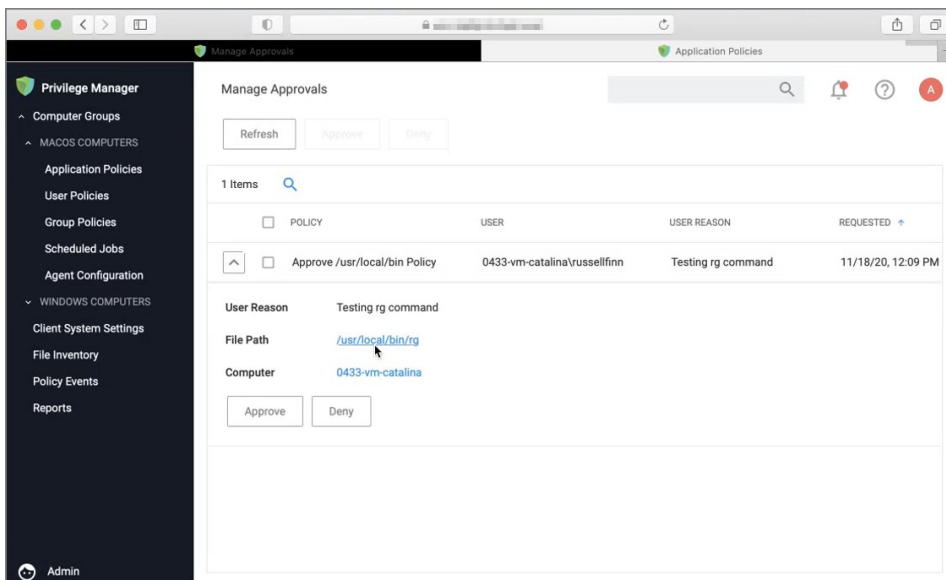 Manage Approvals
Application Policies
Privilege Manager
Computer Groups
MACOS COMPUTERS
Application Policies
User Policies
Group Policies
Scheduled Jobs
Agent Configuration
WINDOWS COMPUTERS
Client System Settings
File Inventory
Policy Events
Reports
Admin
Manage Approvals
A
Refresh
Approve
Deny
1 Items
POLICY USER USER REASON REQUESTED
Approve /usr/local/bin Policy 0433-vm-catalina\russellfinn Testing rg command 11/18/20, 12:09 PM
User Reason Testing rg command
File Path /usr/local/bin/rg
Computer 0433-vm-catalina
Approve
Deny